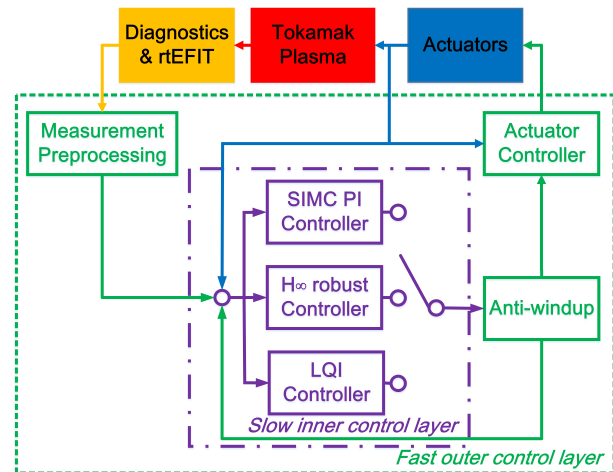 Diagnostics
& rtEFIT
Tokamak
Plasma
Actuators
Measurement
Preprocessing
Actuator
Controller
SIMC PI
Controller
H∞ robust
Controller
Anti-windup
LQI
Controller
Slow inner control layer
Fast outer control layer